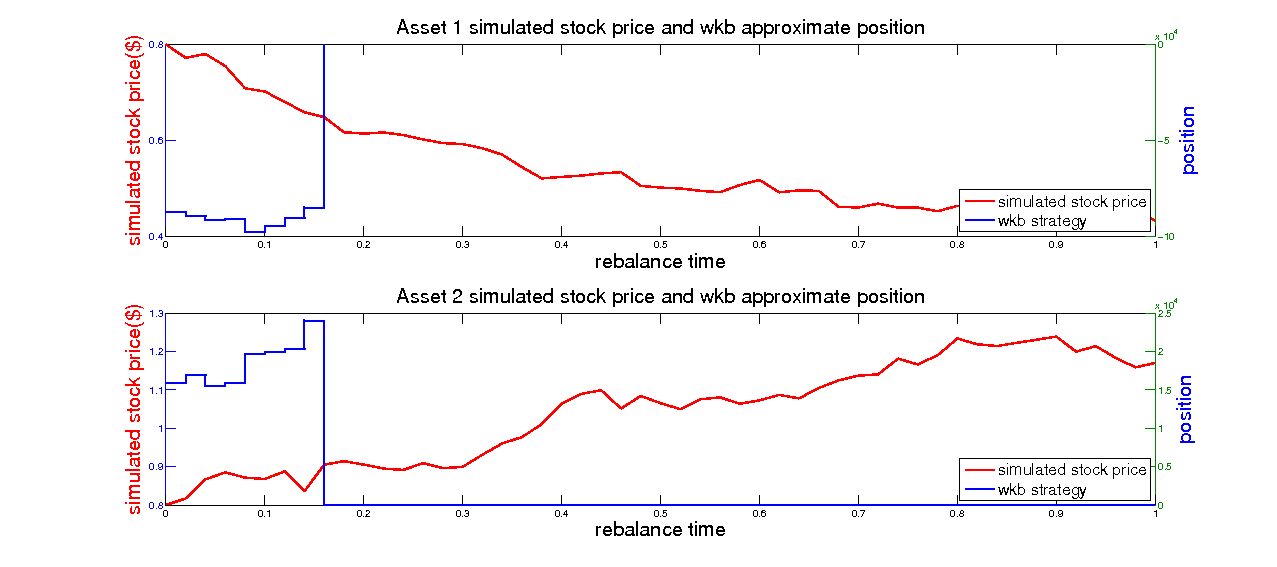 Asset 1 simulated stock price and wkb approximate position
x 10^4
simulated stock price($)
0.8
0.6
0.4
0
−5
−10
position
simulated stock price
wkb strategy
0 0.1 0.2 0.3 0.4 0.5 0.6 0.7 0.8 0.9 1
rebalance time
Asset 2 simulated stock price and wkb approximate position
x 10^4
simulated stock price($)
1.3
1.2
1.1
1
0.9
0.8
2.5
2
1.5
1
0.5
0
position
simulated stock price
wkb strategy
0 0.1 0.2 0.3 0.4 0.5 0.6 0.7 0.8 0.9 1
rebalance time